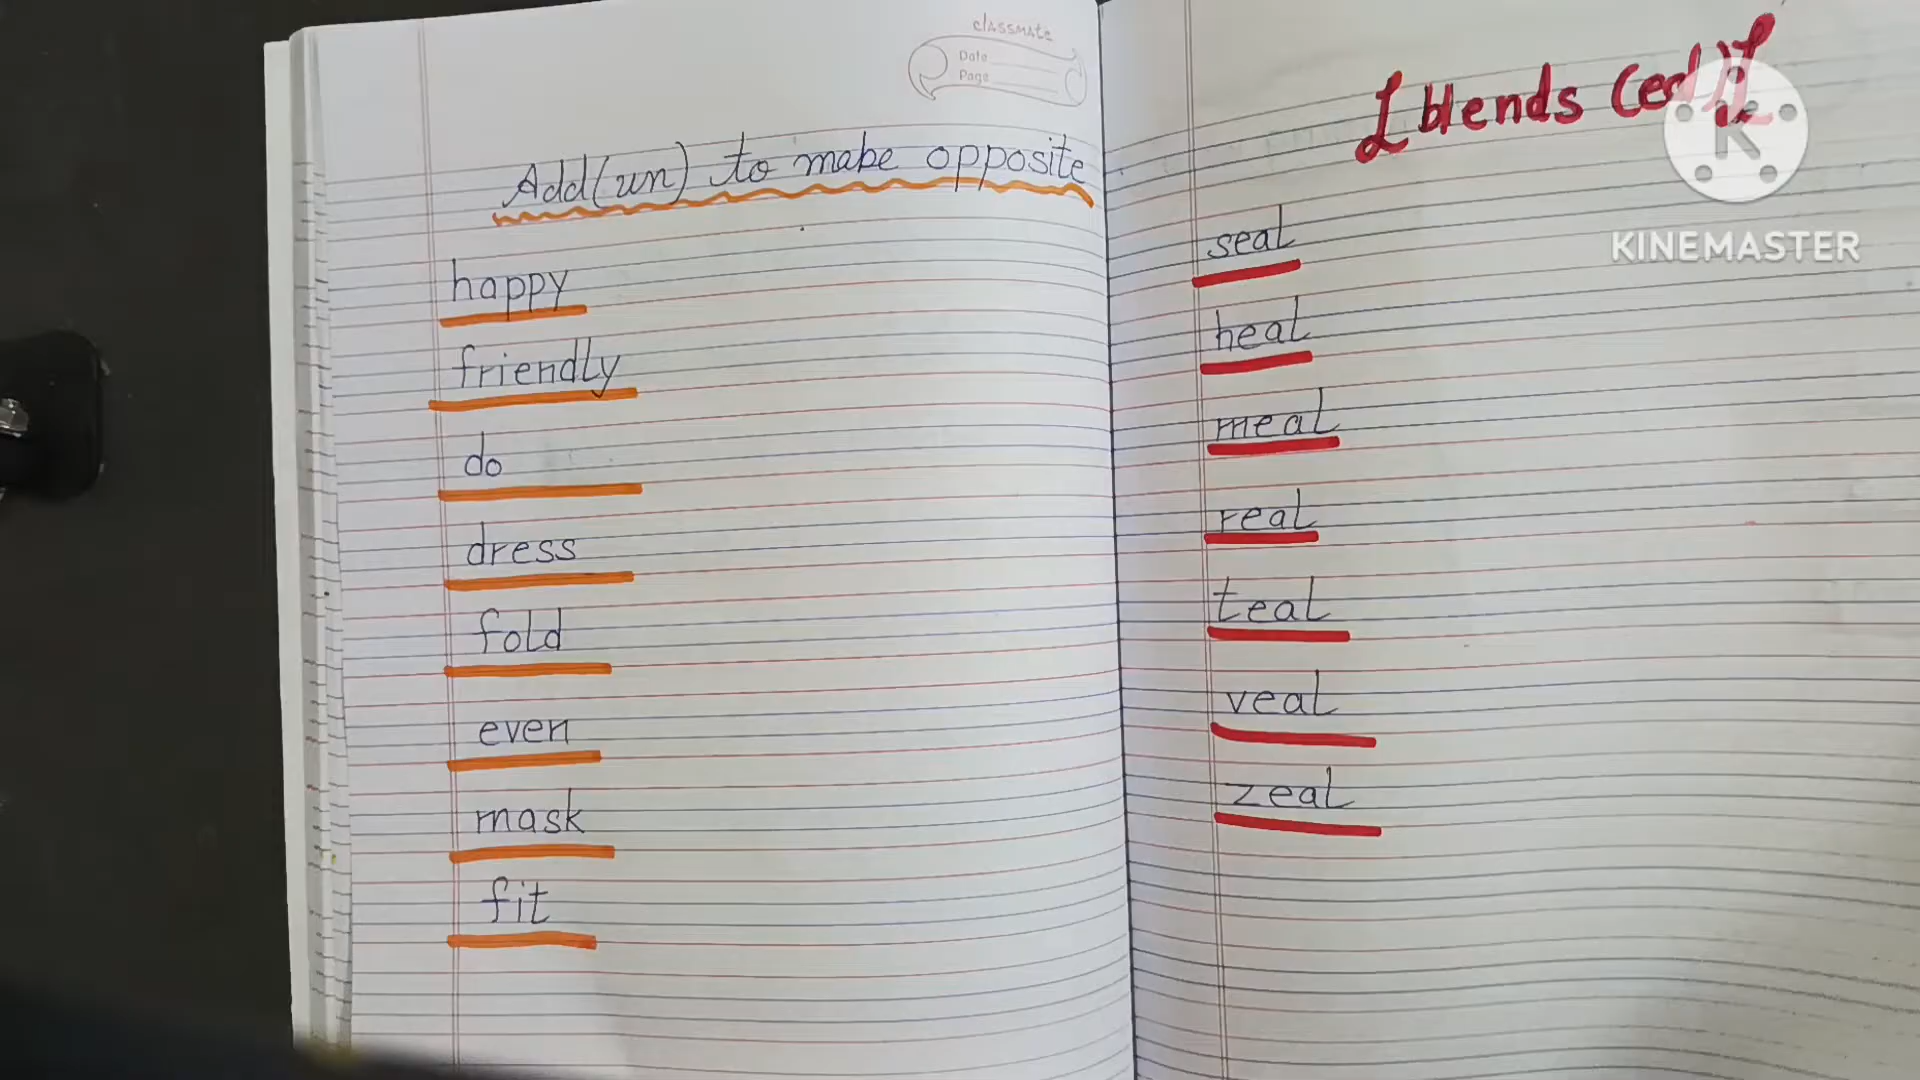 classmate
Date
Page
Add (un) to make opposite
happy
friendly
do
dress
fold
even
mask
fit
L blends
seal
heal
meal
real
teal
veal
zeal
KINEMASTER